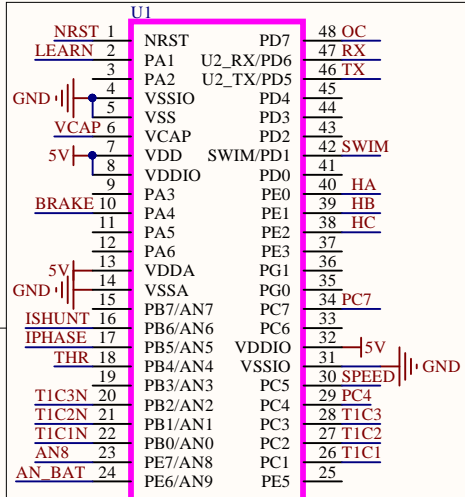 U1
NRST 1 NRST PD7 48 OC
LEARN 2 PA1 U2_RX/PD6 47 RX
3 PA2 U2_TX/PD5 46 TX
GND 4 VSSIO PD4 45
5 VSS PD3 44
VCAP 6 VCAP PD2 43
5V 7 VDD SWIM/PD1 42 SWIM
8 VDDIO PD0 41
9 PA3 PE0 40 HA
BRAKE 10 PA4 PE1 39 HB
11 PA5 PE2 38 HC
12 PA6 PE3 37
5V 13 VDDA PG1 36
GND 14 VSSA PG0 35
15 PB7/AN7 PC7 34 PC7
ISHUNT 16 PB6/AN6 PC6 33
IPHASE 17 PB5/AN5 VDDIO 32 5V
THR 18 PB4/AN4 VSSIO 31 GND
19 PB3/AN3 PC5 30 SPEED
T1C3N 20 PB2/AN2 PC4 29 PC4
T1C2N 21 PB1/AN1 PC3 28 T1C3
T1C1N 22 PB0/AN0 PC2 27 T1C2
AN8 23 PE7/AN8 PC1 26 T1C1
AN_BAT 24 PE6/AN9 PE5 25